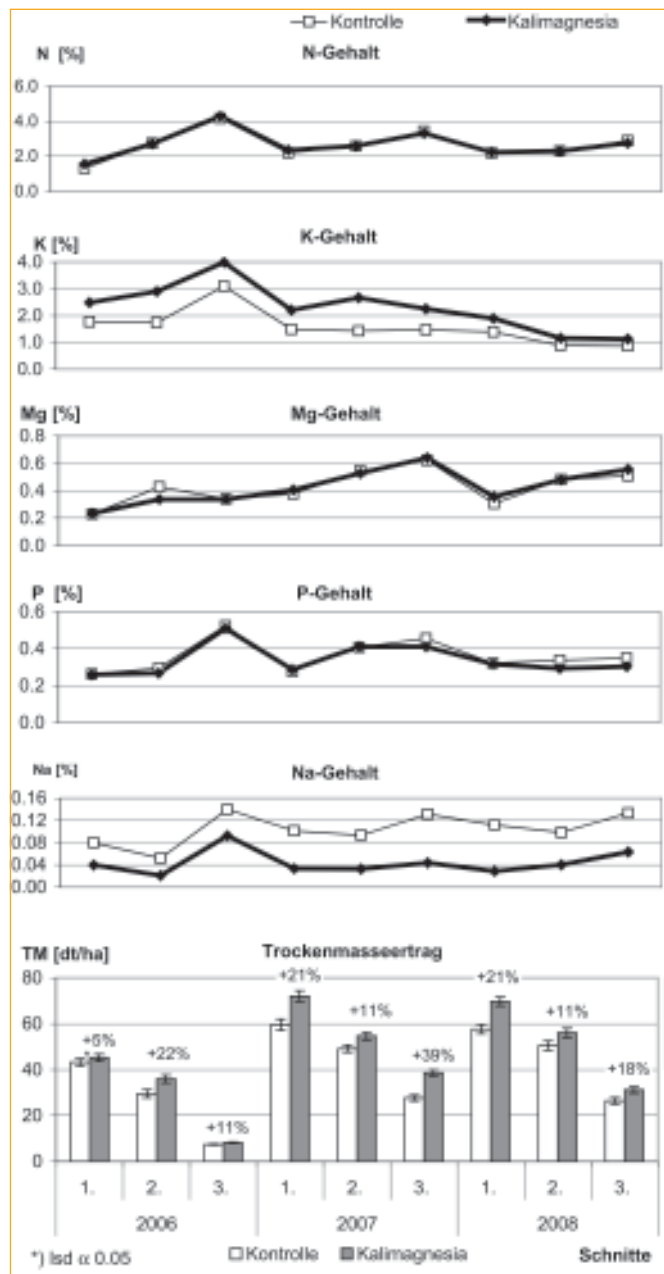 Kontrolle Kalimagnesia
N [%] N-Gehalt
6.0
4.0
2.0
0.0
K [%] K-Gehalt
4.0
3.0
2.0
1.0
0.0
Mg [%] Mg-Gehalt
0.8
0.6
0.4
0.2
0.0
P [%] P-Gehalt
0.6
0.4
0.2
0.0
Na [%] Na-Gehalt
0.16
0.12
0.08
0.04
0.00
TM [dt/ha] Trockenmasseertrag
80
60
40
20
0
+5% +22% +11% +21% +11% +39% +21% +11% +18%
*
1. 2. 3. 1. 2. 3. 1. 2. 3.
2006 2007 2008
*) lsd α 0.05 Kontrolle Kalimagnesia Schnitte